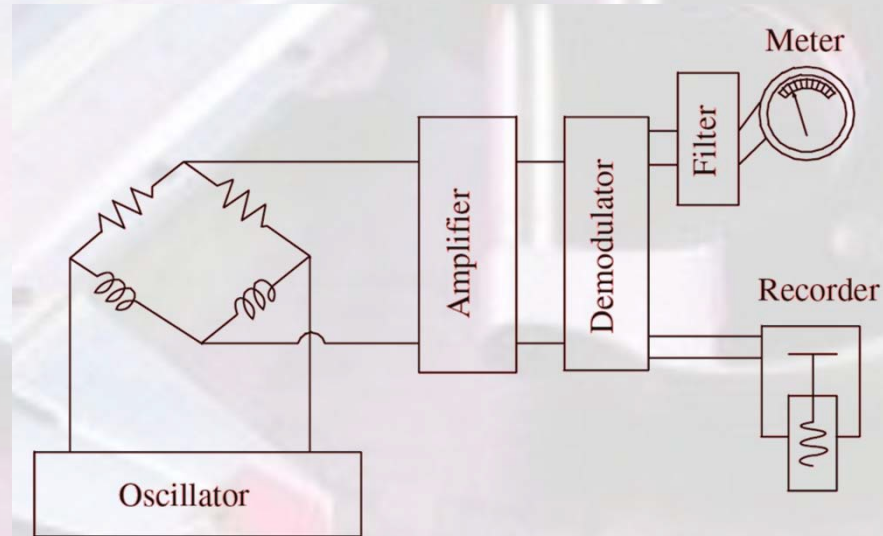 Meter
Filter
Amplifier
Demodulator
Recorder
Oscillator